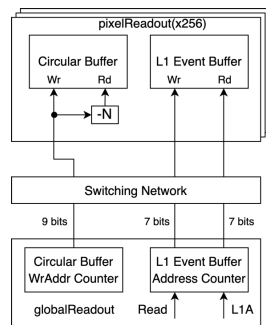 pixelReadout(x256)
Circular Buffer
Wr Rd
L1 Event Buffer
Wr Rd
-N
Switching Network
9 bits
7 bits
7 bits
Circular Buffer
WrAddr Counter
L1 Event Buffer
Address Counter
globalReadout
Read
L1A